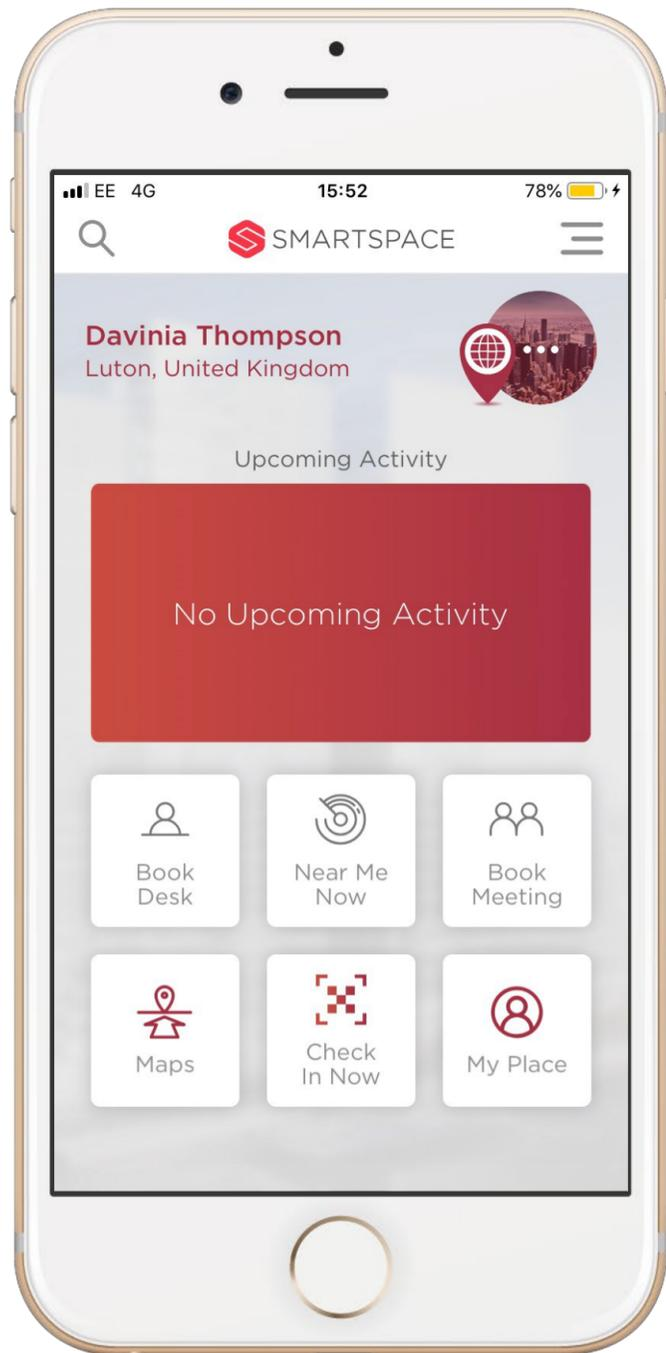 EE 4G 15:52 78%
SMARTSPACE
Davinia Thompson
Luton, United Kingdom
Upcoming Activity
No Upcoming Activity
Book
Desk
Near Me
Now
Book
Meeting
Maps
Check
In Now
My Place